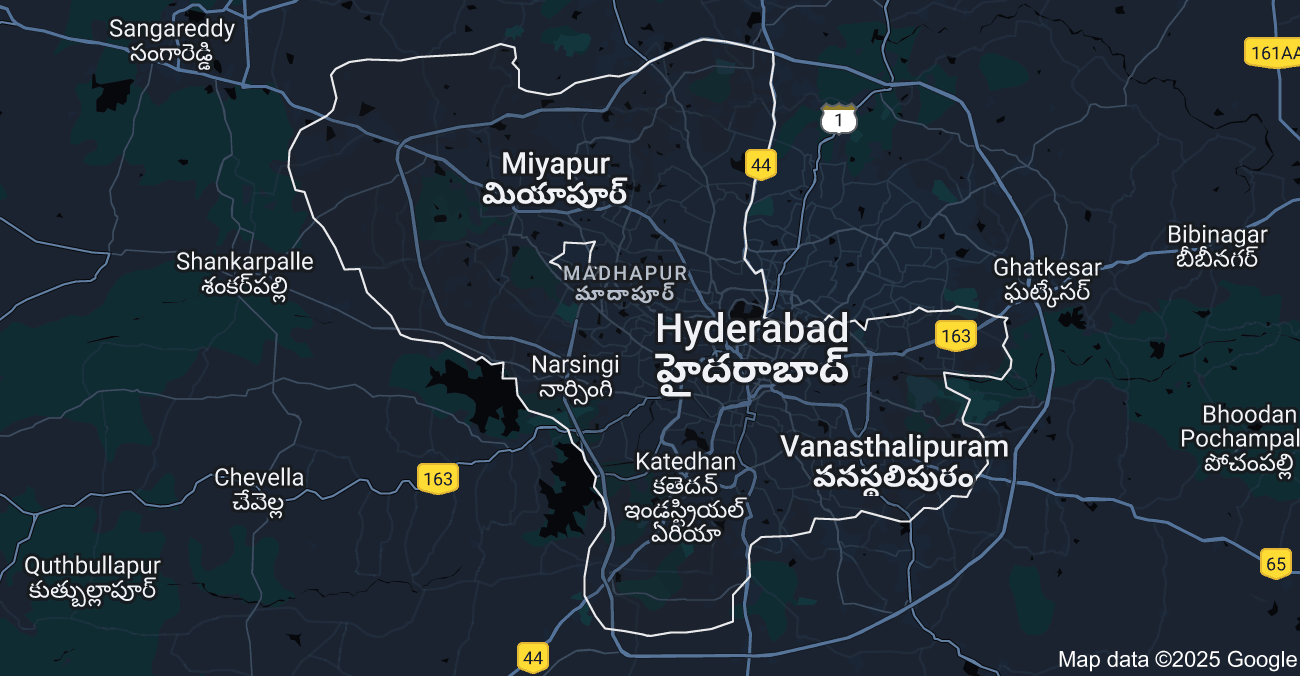 Sangareddy
సంగారెడ్డి
161AA
1
44
Miyapur
మియాపూర్
Bibinagar
బీబీనగర్
Shankarpalle
శంకర్‌పల్లి
MADHAPUR
మాదాపూర్
Ghatkesar
ఘట్కేసర్
Hyderabad
హైదరాబాద్
163
Narsingi
నార్సింగి
Bhoodan
Pochampal
పోచంపల్లి
Vanasthalipuram
వనస్థలిపురం
Katedhan
కతెదన్
ఇండస్ట్రియల్
ఏరియా
Chevella
చేవెల్ల
163
Quthbullapur
కుత్బుల్లాపూర్
65
44
Map data ©2025 Google